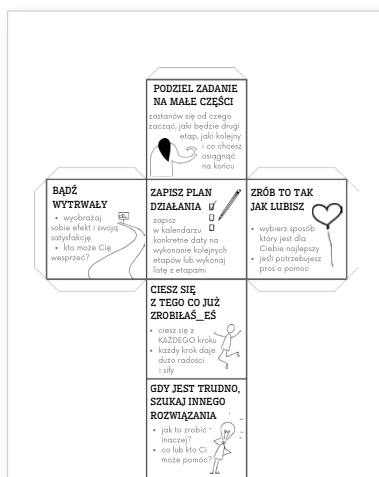 PODZIEL ZADANIE
NA MAŁE CZĘŚCI
zastanów się od czego
zacząć, jaki będzie drugi
etap, jaki kolejny
i co chcesz
osiągnąć
na końcu
BĄDŹ
WYTRWAŁY
• wyobrażaj
sobie efekt i swoją
satysfakcję
• kto może Cię
wesprzeć?
ZAPISZ PLAN
DZIAŁANIA
zapisz
w kalendarzu
konkretne daty na
wykonanie kolejnych
etapów lub wykonaj
listę z etapami
ZRÓB TO TAK
JAK LUBISZ
• wybierz sposób
który jest dla
Ciebie najlepszy
• jeśli potrzebujesz
proś o pomoc
CIESZ SIĘ
Z TEGO CO JUŻ
ZROBIŁAŚ_EŚ
• ciesz się z
KAŻDEGO kroku
• każdy krok daje
dużo radości
i siły
GDY JEST TRUDNO,
SZUKAJ INNEGO
ROZWIĄZANIA
• jak to zrobić
inaczej?
• co lub kto Ci
może pomóc?